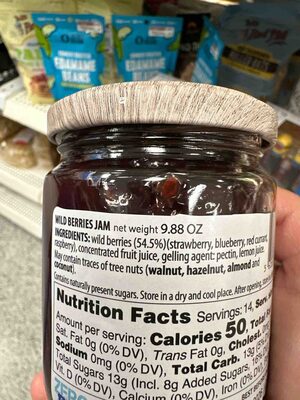 EDAMAME
BEANS
EDAMAME
WILD BERRIES JAM net weight 9.88 OZ
INGREDIENTS: wild berries (54.5%)(strawberry, blueberry, red currant,
raspberry), concentrated fruit juice, gelling agent: pectin, lemon juice.
May contain traces of tree nuts (walnut, hazelnut, almond and
coconut).
Contains naturally present sugars. Store in a dry and cool place. After opening,
Nutrition Facts Servings: 14,
Amount per serving: Calories 50, Total
Sat. Fat 0g (0% DV), Trans Fat 0g,
Sodium 0mg (0% DV), Total Carb. 13g
Total Sugars 13g (Incl. 8g Added Sugars,
Vit. D (0% DV), Calcium (0% DV), Iron (0%
ZERO